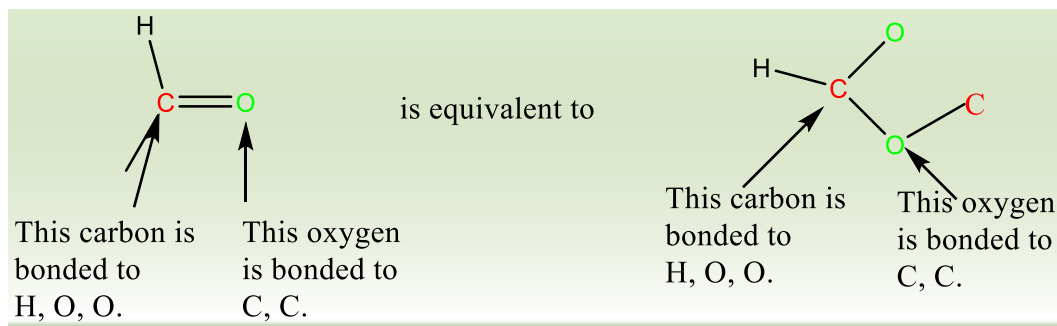 H
C
O
is equivalent to
O
H
C
C
O
This carbon is
bonded to
H, O, O.
This oxygen
is bonded to
C, C.
This carbon is
bonded to
H, O, O.
This oxygen
is bonded to
C, C.